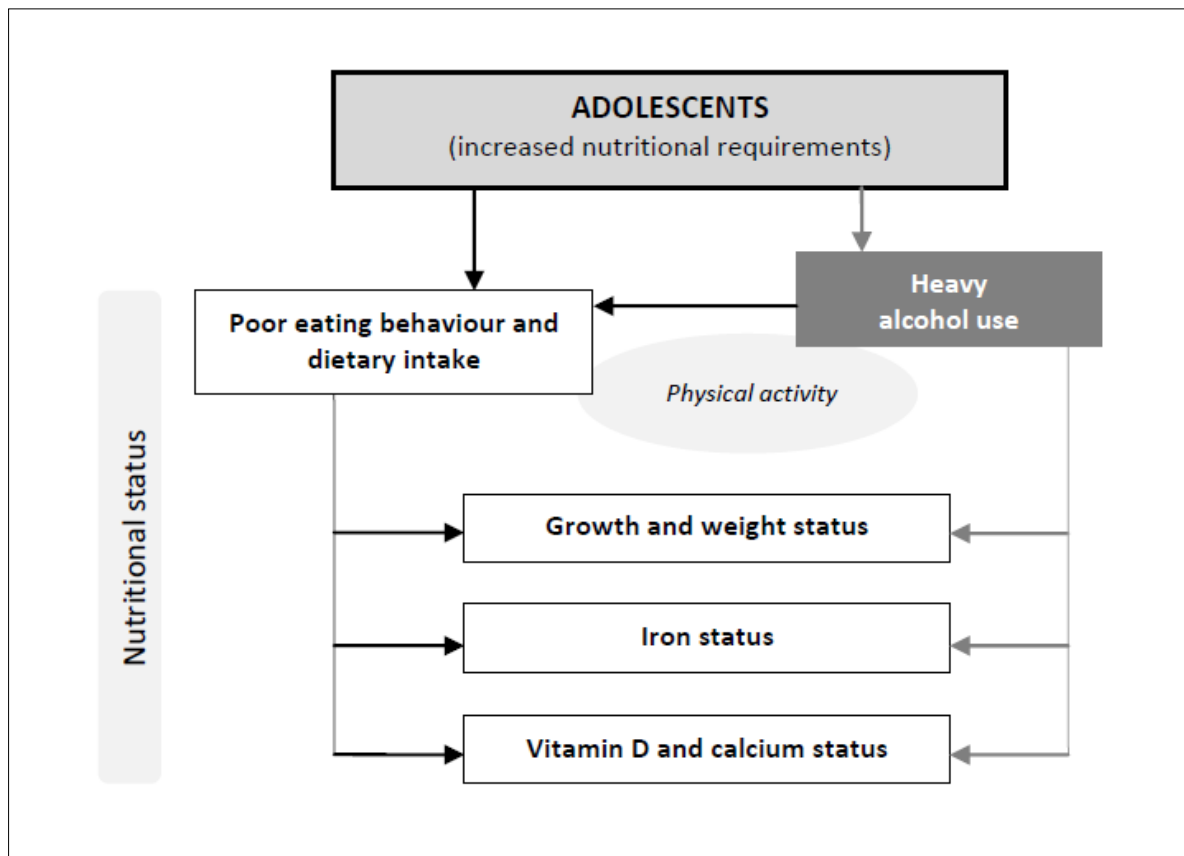 ADOLESCENTS
(increased nutritional requirements)
Heavy
alcohol use
Poor eating behaviour and
dietary intake
Physical activity
Nutritional status
Growth and weight status
Iron status
Vitamin D and calcium status